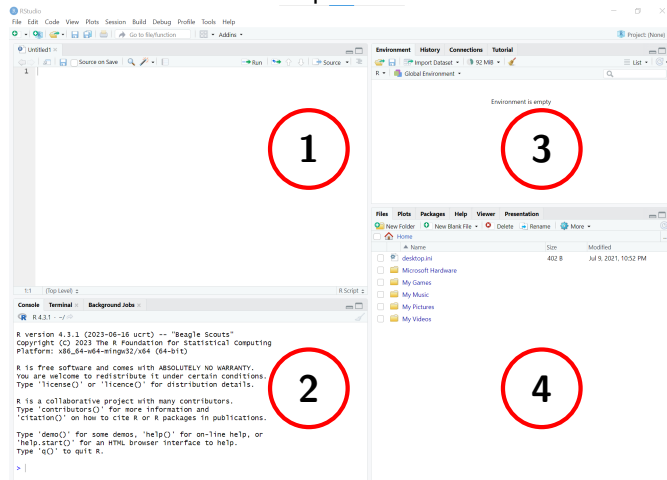 RStudio
File Edit Code View Plots Session Build Debug Profile Tools Help
Go to file/function Addins Project: (None)
Untitled1
Source on Save Run Source
1
1
1:1 (Top Level) R Script
Console Terminal Background Jobs
R 4.3.1 · ~/
R version 4.3.1 (2023-06-16 ucrt) -- "Beagle Scouts"
Copyright (C) 2023 The R Foundation for Statistical Computing
Platform: x86_64-w64-mingw32/x64 (64-bit)
R is free software and comes with ABSOLUTELY NO WARRANTY.
You are welcome to redistribute it under certain conditions.
Type 'license()' or 'licence()' for distribution details.
2
R is a collaborative project with many contributors.
Type 'contributors()' for more information and
'citation()' on how to cite R or R packages in publications.
Type 'demo()' for some demos, 'help()' for on-line help, or
'help.start()' for an HTML browser interface to help.
Type 'q()' to quit R.
>
Environment History Connections Tutorial
Import Dataset 92 MiB List
R Global Environment
Environment is empty
3
Files Plots Packages Help Viewer Presentation
New Folder New Blank File Delete Rename More
Home
Name Size Modified
desktop.ini 402 B Jul 9, 2021, 10:52 PM
Microsoft Hardware
My Games
My Music
My Pictures
My Videos
4